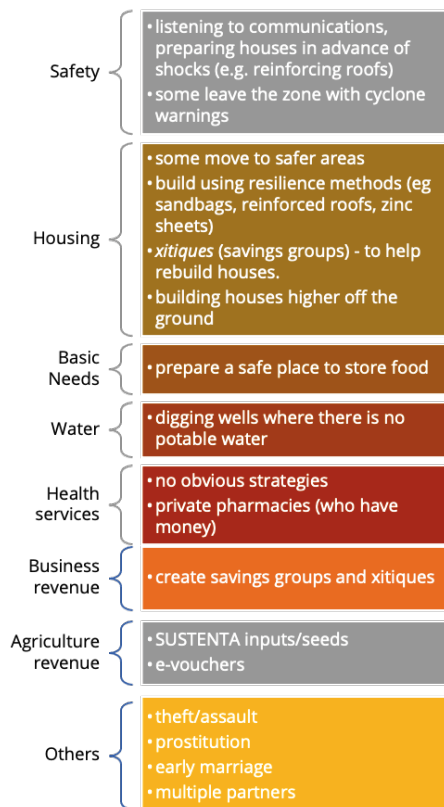 Safety
• listening to communications,
preparing houses in advance of
shocks (e.g. reinforcing roofs)
• some leave the zone with cyclone
warnings
Housing
• some move to safer areas
• build using resilience methods (eg
sandbags, reinforced roofs, zinc
sheets)
• xitiques (savings groups) - to help
rebuild houses.
• building houses higher off the
ground
Basic
Needs
• prepare a safe place to store food
Water
• digging wells where there is no
potable water
Health
services
• no obvious strategies
• private pharmacies (who have
money)
Business
revenue
• create savings groups and xitiques
Agriculture
revenue
• SUSTENTA inputs/seeds
• e-vouchers
Others
• theft/assault
• prostitution
• early marriage
• multiple partners